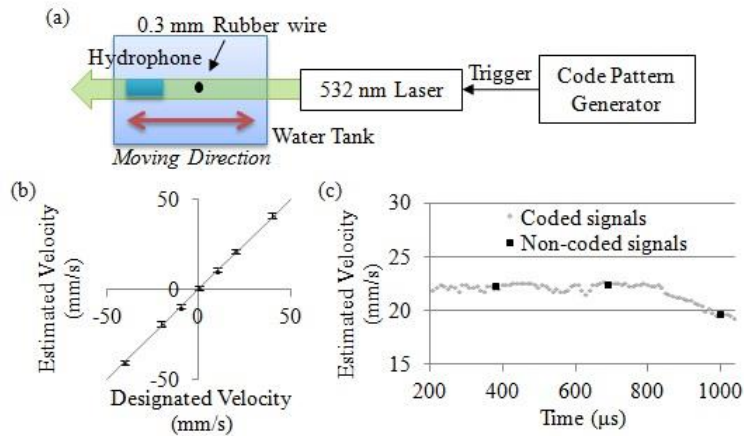 (a)
0.3 mm Rubber wire
Hydrophone
532 nm Laser
Trigger
Code Pattern
Generator
Water Tank
Moving Direction
(b)
Estimated Velocity
(mm/s)
50
0
-50
-50
0
50
Designated Velocity
(mm/s)
(c)
Estimated Velocity
(mm/s)
30
25
20
15
Coded signals
Non-coded signals
200
400
600
800
1000
Time (μs)